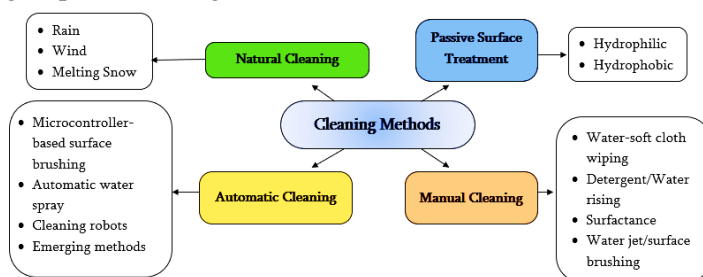 • Rain
• Wind
• Melting Snow
Natural Cleaning
Passive Surface
Treatment
• Hydrophilic
• Hydrophobic
Cleaning Methods
• Microcontroller-
based surface
brushing
• Automatic water
spray
• Cleaning robots
• Emerging methods
Automatic Cleaning
Manual Cleaning
• Water-soft cloth
wiping
• Detergent/Water
rising
• Surfactance
• Water jet/surface
brushing